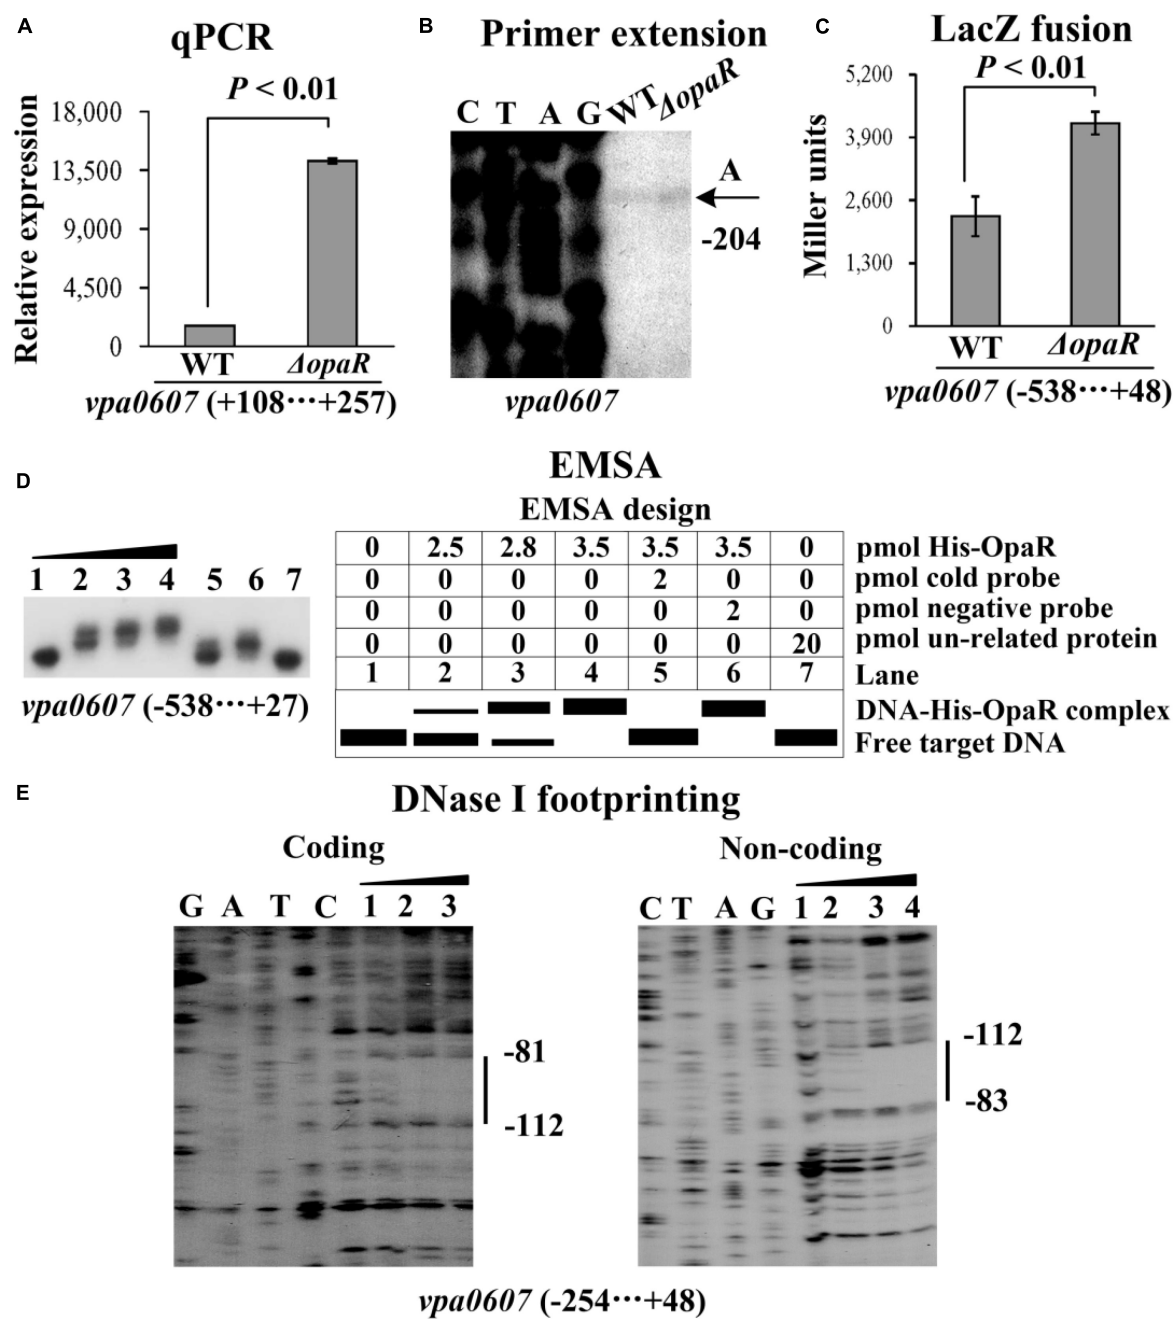 A
qPCR
P < 0.01
Relative expression
18,000
13,500
9,000
4,500
0
WT
ΔopaR
vpa0607 (+108···+257)
B
Primer extension
C T A G WT ΔopaR
A
-204
vpa0607
C
LacZ fusion
P < 0.01
Miller units
5,200
3,900
2,600
1,300
0
WT
ΔopaR
vpa0607 (-538···+48)
D
EMSA
EMSA design
1 2 3 4 5 6 7
vpa0607 (-538···+27)
0 2.5 2.8 3.5 3.5 3.5 0 pmol His-OpaR
0 0 0 0 2 0 0 pmol cold probe
0 0 0 0 0 2 0 pmol negative probe
0 0 0 0 0 0 20 pmol un-related protein
1 2 3 4 5 6 7 Lane
DNA-His-OpaR complex
Free target DNA
E
DNase I footprinting
Coding
G A T C 1 2 3
-81
-112
Non-coding
C T A G 1 2 3 4
-112
-83
vpa0607 (-254···+48)